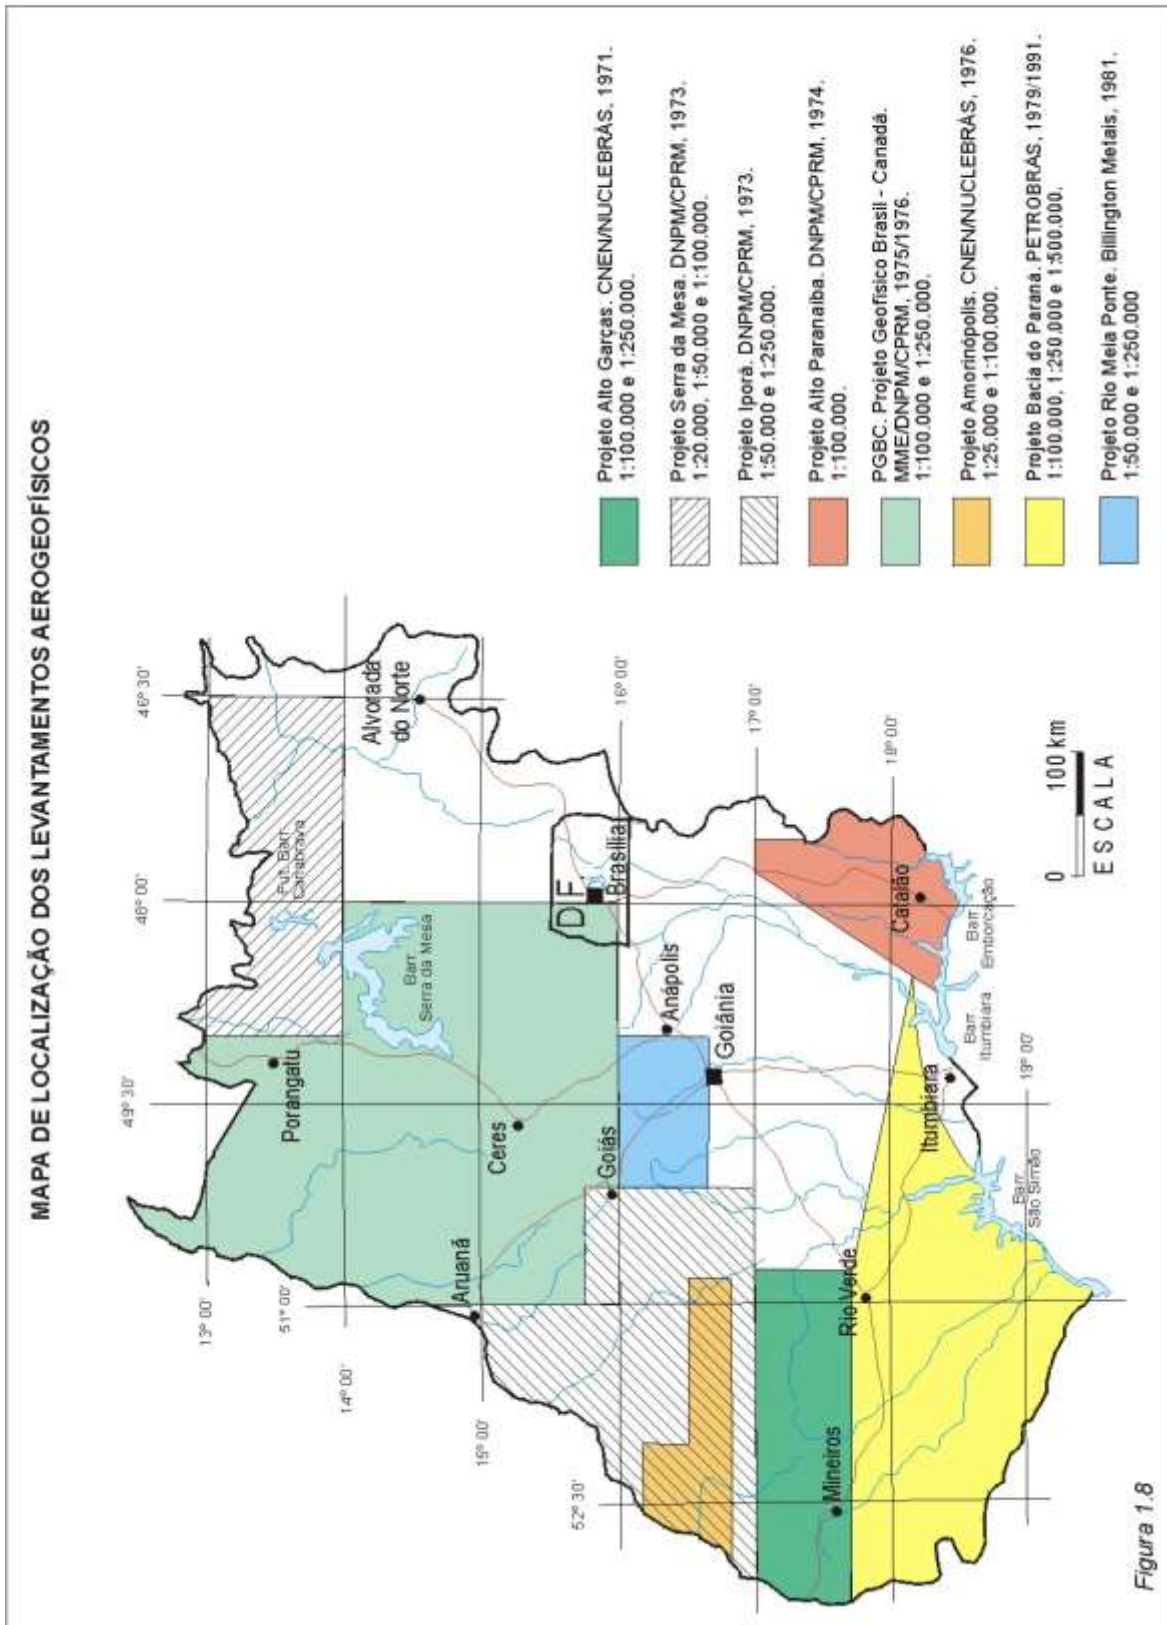 MAPA DE LOCALIZAÇÃO DOS LEVANTAMENTOS AEROGEOFÍSICOS
13º 00'
14º 00'
15º 00'
16º 00'
17º 00'
18º 00'
19º 00'
46º 30'
48º 00'
49º 30'
51º 00'
52º 30'
Alvorada
do Norte
Barr.
Serra da Mesa
Porangatu
Ceres
Aruanã
Goiás
D F
Brasília
Anápolis
Goiânia
Catalão
Barr.
Emborcação
Barr.
Itumbiara
Itumbiara
Barr.
São Simão
Rio Verde
Mineiros
0 100 km
E S C A L A
Projeto Alto Garças. CNEN/NUCLEBRÁS, 1971.
1:100.000 e 1:250.000.
Projeto Serra da Mesa. DNPM/CPRM, 1973.
1:20.000, 1:50.000 e 1:100.000.
Projeto Iporá. DNPM/CPRM, 1973.
1:50.000 e 1:250.000.
Projeto Alto Paranaíba. DNPM/CPRM, 1974.
1:100.000.
PGBC. Projeto Geofísico Brasil - Canadá.
MME/DNPM/CPRM, 1975/1976.
1:100.000 e 1:250.000.
Projeto Amorinópolis. CNEN/NUCLEBRÁS, 1976.
1:25.000 e 1:100.000.
Projeto Bacia do Paraná. PETROBRÁS, 1979/1991.
1:100.000, 1:250.000 e 1:500.000.
Projeto Rio Meia Ponte. Billington Metais, 1981.
1:50.000 e 1:250.000
Figura 1.8